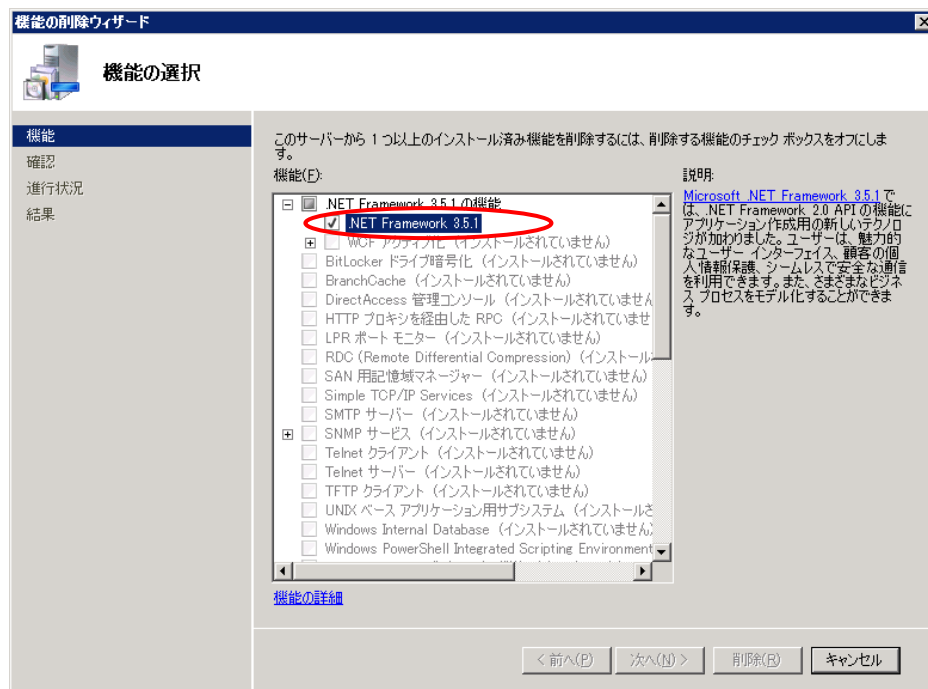 機能の削除ウィザード
機能の選択
機能
確認
進行状況
結果
このサーバーから 1 つ以上のインストール済み機能を削除するには、削除する機能のチェック ボックスをオフにしま
す。
機能(F):
.NET Framework 3.5.1 の機能
.NET Framework 3.5.1
WCF アクティブ化 (インストールされていません)
BitLocker ドライブ暗号化 (インストールされていません)
BranchCache (インストールされていません)
DirectAccess 管理コンソール (インストールされていません
HTTP プロキシを経由した RPC (インストールされていませ
LPR ポート モニター (インストールされていません)
RDC (Remote Differential Compression) (インストール
SAN 用記憶域マネージャー (インストールされていません)
Simple TCP/IP Services (インストールされていません)
SMTP サーバー (インストールされていません)
SNMP サービス (インストールされていません)
Telnet クライアント (インストールされていません)
Telnet サーバー (インストールされていません)
TFTP クライアント (インストールされていません)
UNIX ベース アプリケーション用サブシステム (インストールさ
Windows Internal Database (インストールされていません)
Windows PowerShell Integrated Scripting Environment
機能の詳細
説明:
Microsoft .NET Framework 3.5.1 で
は、.NET Framework 2.0 API の機能に
アプリケーション作成用の新しいテクノロ
ジが加わりました。ユーザーは、魅力的
なユーザー インターフェイス、顧客の個
人情報保護、シームレスで安全な通信
を利用できます。また、さまざまなビジネ
ス プロセスをモデル化することができま
す。
< 前へ(P)
次へ(N) >
削除(R)
キャンセル